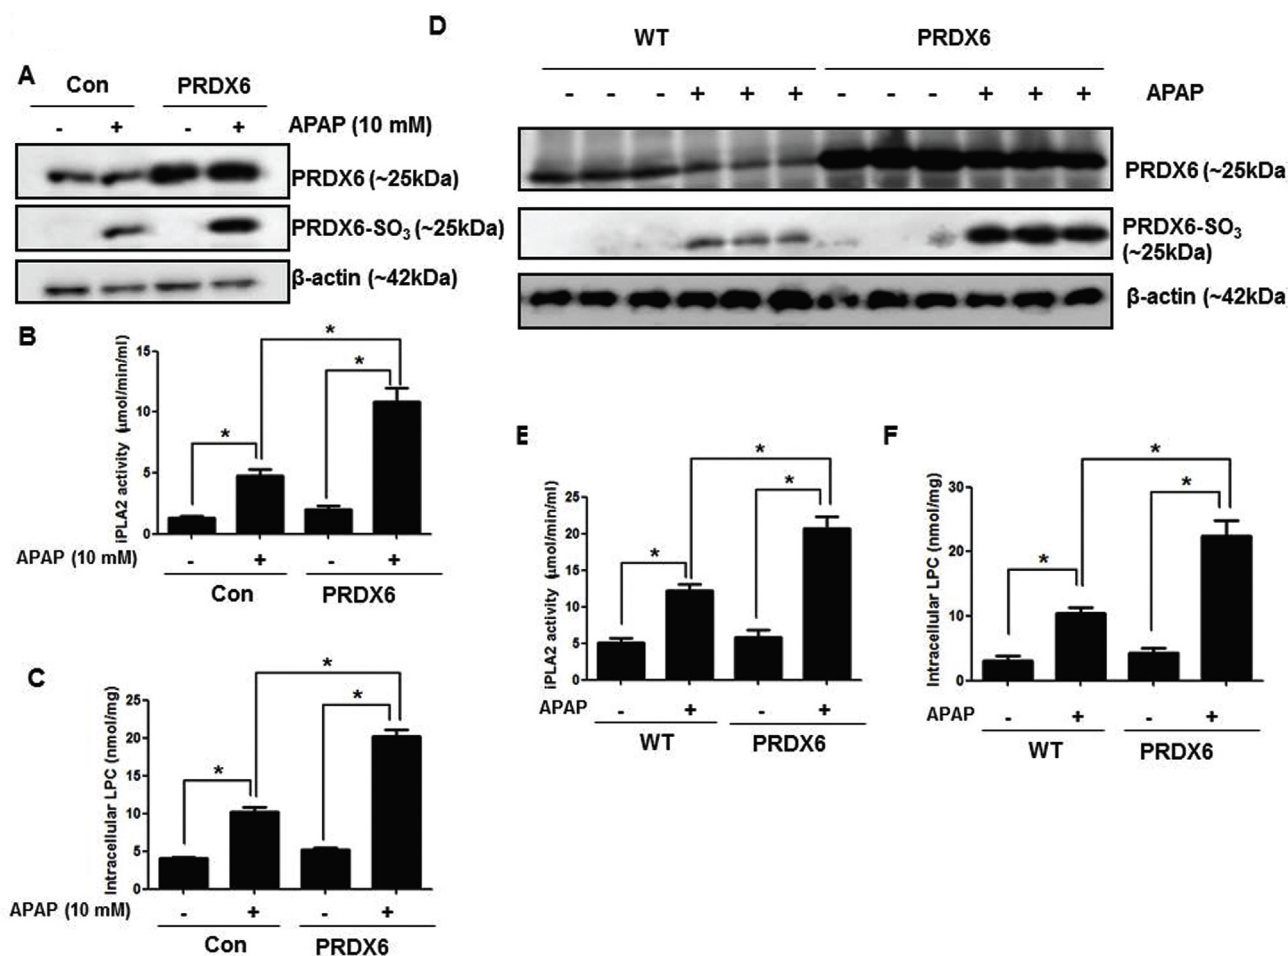 A
Con PRDX6
- + - + APAP (10 mM)
PRDX6 (~25kDa)
PRDX6-SO3 (~25kDa)
β-actin (~42kDa)
D
WT PRDX6
- - - + + + - - - + + + APAP
PRDX6 (~25kDa
PRDX6-SO3
(~25kDa)
β-actin (~42kDa
B
iPLA2 activity (μmol/min/ml)
15
10
5
0
* * *
APAP (10 mM) - + - +
Con PRDX6
C
Intracellular LPC (nmol/mg)
25
20
15
10
5
0
* * *
APAP (10 mM) - + - +
Con PRDX6
E
iPLA2 activity (μmol/min/ml)
25
20
15
10
5
0
* * *
APAP - + - +
WT PRDX6
F
Intracellular LPC (nmol/mg)
30
20
10
0
* * *
APAP - + - +
WT PRDX6